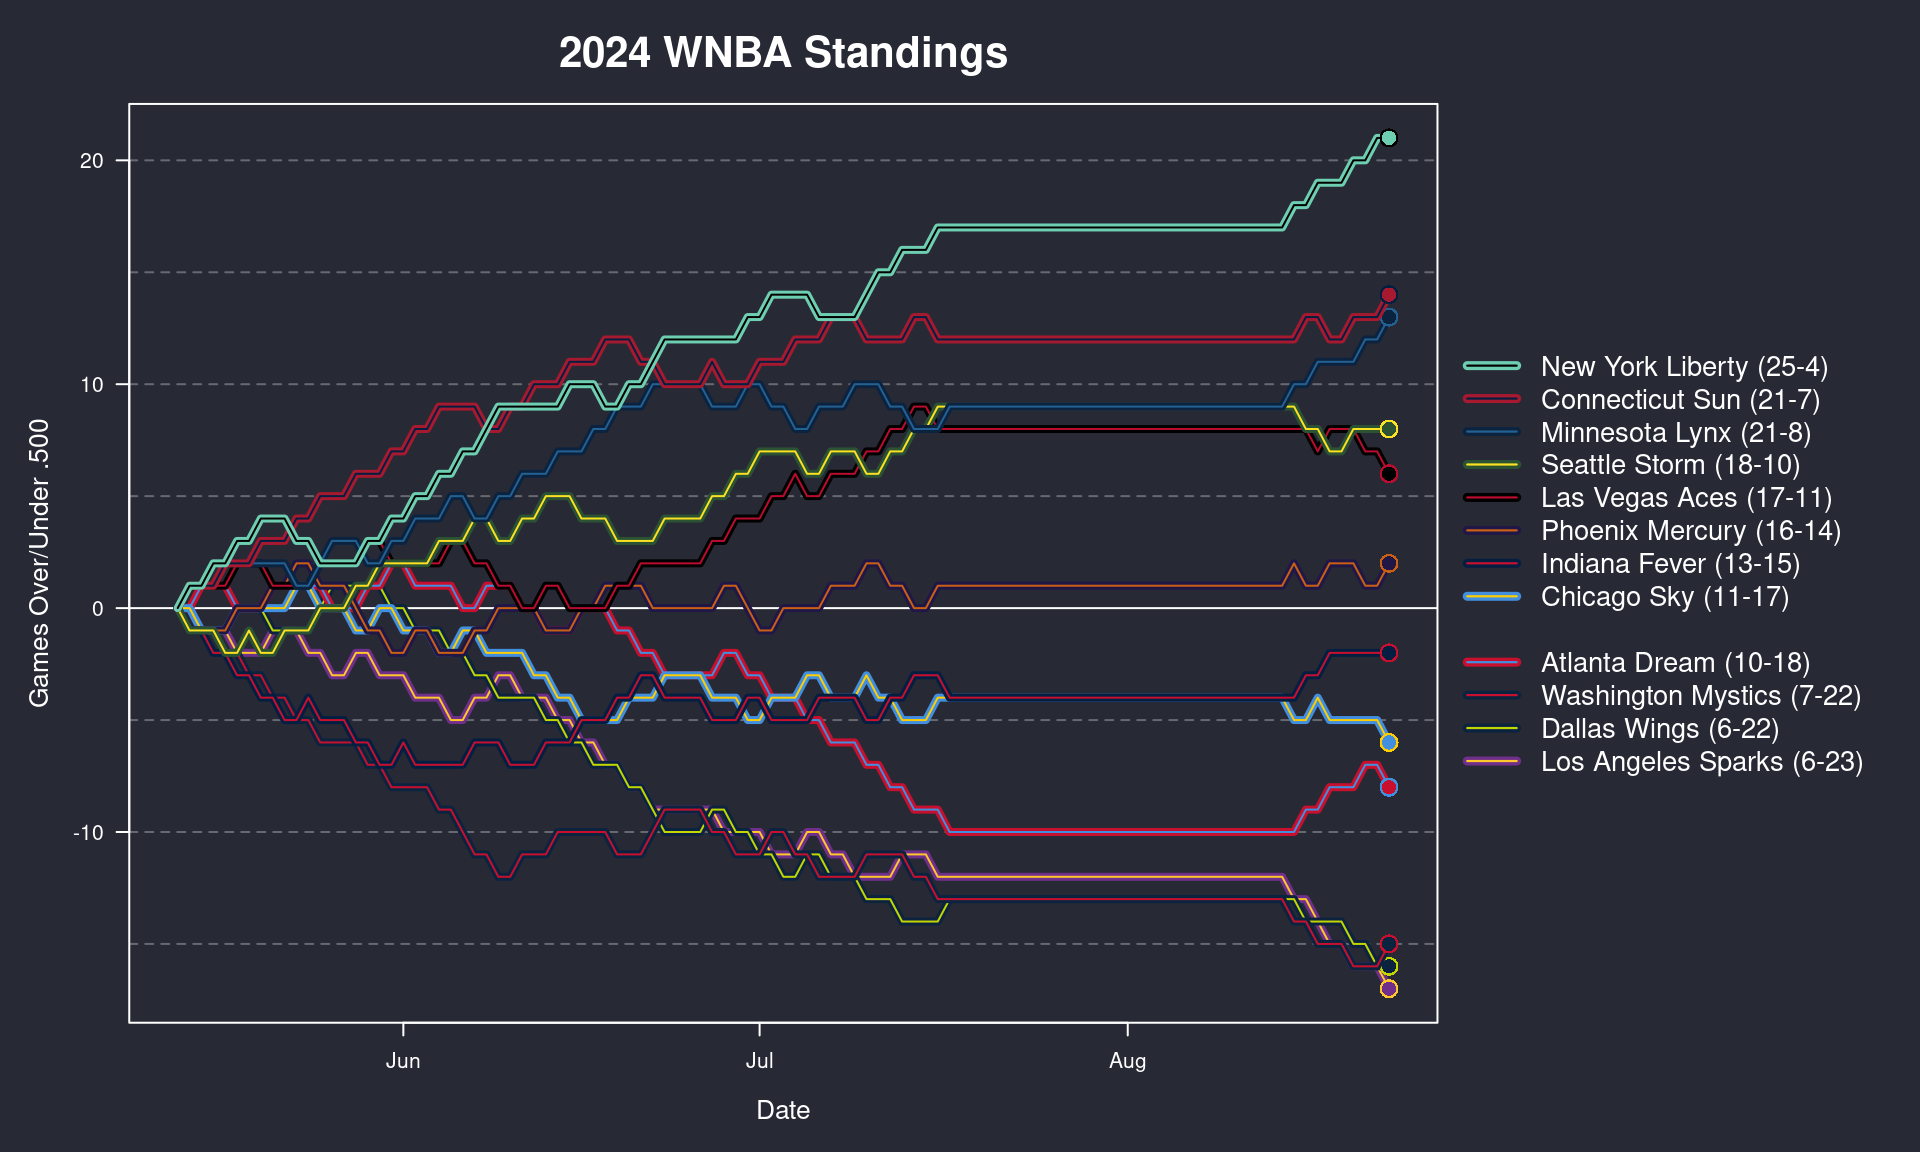 2024 WNBA Standings
Games Over/Under .500
20
10
0
-10
Jun
Jul
Aug
Date
New York Liberty (25-4)
Connecticut Sun (21-7)
Minnesota Lynx (21-8)
Seattle Storm (18-10)
Las Vegas Aces (17-11)
Phoenix Mercury (16-14)
Indiana Fever (13-15)
Chicago Sky (11-17)
Atlanta Dream (10-18)
Washington Mystics (7-22)
Dallas Wings (6-22)
Los Angeles Sparks (6-23)